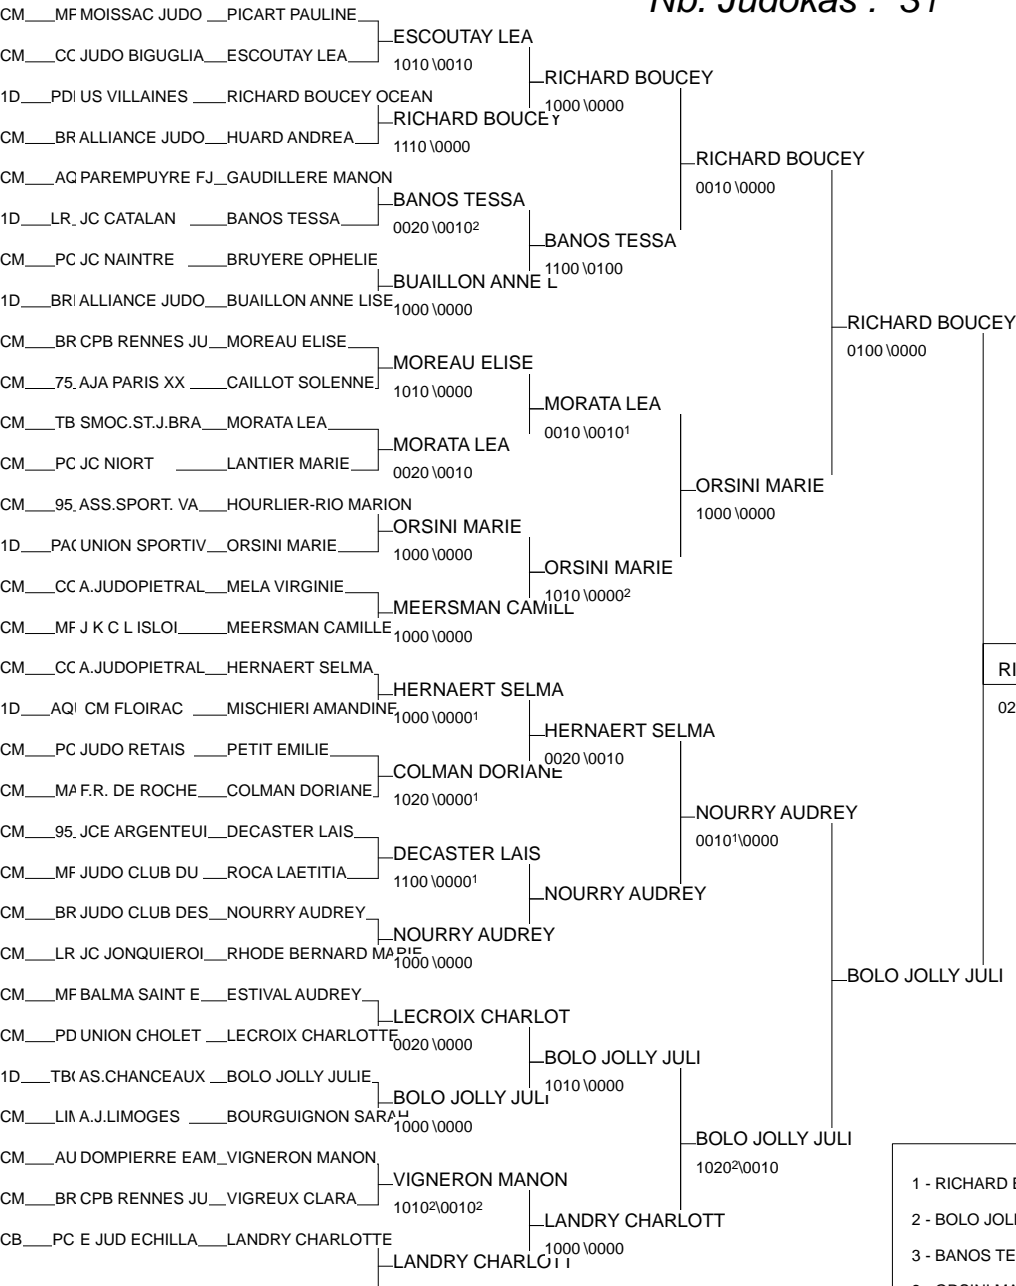 Nb. Judokas : 31
CM MP MOISSAC JUDO PICART PAULINE
ESCOUTAY LEA
CM CO JUDO BIGUGLIA ESCOUTAY LEA
1010 \0010
RICHARD BOUCEY
1D PDL US VILLAINES RICHARD BOUCEY OCEAN
1000 \0000
RICHARD BOUCEY
CM BR ALLIANCE JUDO HUARD ANDREA
1110 \0000
RICHARD BOUCEY
CM AQ PAREMPUYRE FJ GAUDILLERE MANON
0010 \0000
BANOS TESSA
1D LR JC CATALAN BANOS TESSA
0020 \0010²
BANOS TESSA
CM PC JC NAINTRE BRUYERE OPHELIE
1100 \0100
BUAILLON ANNE L
1D BRE ALLIANCE JUDO BUAILLON ANNE LISE
1000 \0000
RICHARD BOUCEY
CM BR CPB RENNES JU MOREAU ELISE
0100 \0000
MOREAU ELISE
CM 75 AJA PARIS XX CAILLOT SOLENNE
1010 \0000
MORATA LEA
CM TB SMOC.ST.J.BRA MORATA LEA
0010 \0010¹
MORATA LEA
CM PC JC NIORT LANTIER MARIE
0020 \0010
ORSINI MARIE
CM 95 ASS.SPORT. VA HOURLIER-RIO MARION
1000 \0000
ORSINI MARIE
1D PAC UNION SPORTIV ORSINI MARIE
1000 \0000
ORSINI MARIE
CM CO A.JUDOPIETRAL MELA VIRGINIE
1010 \0000²
MEERSMAN CAMILL
CM MP J K C L ISLOI MEERSMAN CAMILLE
1000 \0000
RI
CM CO A.JUDOPIETRAL HERNAERT SELMA
HERNAERT SELMA
02
1D AQ CM FLOIRAC MISCHIERI AMANDINE
1000 \0000¹
HERNAERT SELMA
CM PC JUDO RETAIS PETIT EMILIE
0020 \0010
COLMAN DORIANE
CM MA F.R. DE ROCHE COLMAN DORIANE
1020 \0000¹
NOURRY AUDREY
CM 95 JCE ARGENTEUI DECASTER LAIS
0010¹\0000
DECASTER LAIS
CM MP JUDO CLUB DU ROCA LAETITIA
1100 \0000¹
NOURRY AUDREY
CM BR JUDO CLUB DES NOURRY AUDREY
NOURRY AUDREY
CM LR JC JONQUIEROI RHODE BERNARD MARIE
1000 \0000
BOLO JOLLY JULI
CM MP BALMA SAINT E ESTIVAL AUDREY
LECROIX CHARLOT
CM PD UNION CHOLET LECROIX CHARLOTTE
0020 \0000
BOLO JOLLY JULI
1D TBO AS.CHANCEAUX BOLO JOLLY JULIE
1010 \0000
BOLO JOLLY JULI
CM LIM A.J.LIMOGES BOURGUIGNON SARAH
1000 \0000
BOLO JOLLY JULI
CM AU DOMPIERRE EAM VIGNERON MANON
1020²\0010
VIGNERON MANON
1 - RICHARD
CM BR CPB RENNES JU VIGREUX CLARA
1010²\0010²
LANDRY CHARLOTT
2 - BOLO JOL
CB PC E JUD ECHILLA LANDRY CHARLOTTE
1000 \0000
LANDRY CHARLOTT
3 - BANOS TE